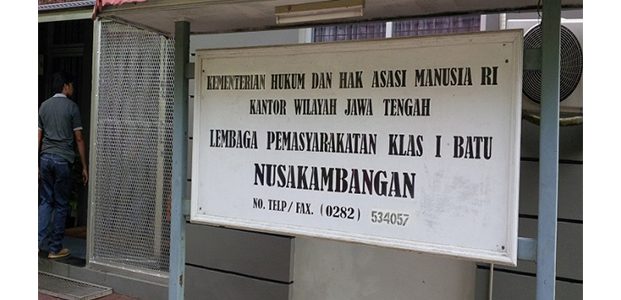 KEMENTERIAN HUKUM DAN HAK ASASI MANUSIA RI
KANTOR WILAYAH JAWA TENGAH
LEMBAGA PEMASYARAKATAN KLAS I BATU
NUSAKAMBANGAN
NO. TELP / FAX. (0282) 534057